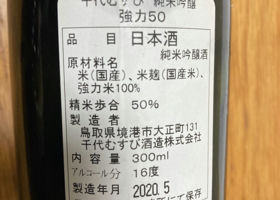 千代むすび 純米吟醸
強力50
品目 日本酒
純米吟醸酒
原材料名
米(国産)、米麹(国産米)、
強力米100%
精米歩合 50%
製造者
鳥取県境港市大正町131
千代むすび酒造株式会社
内容量 300ml
アルコール分 16度
製造年月 2020.5
にて保存